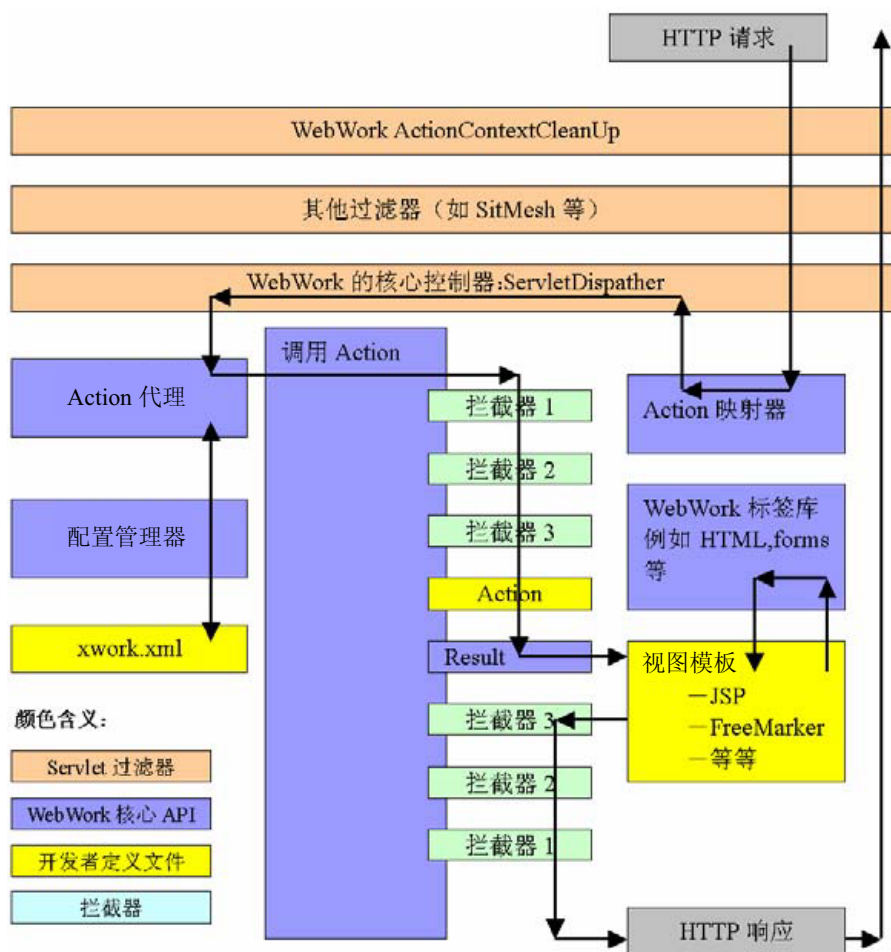 HTTP 请求
WebWork ActionContextCleanUp
其他过滤器（如 SitMesh 等）
WebWork 的核心控制器:ServletDispather
调用 Action
Action 代理
拦截器 1
Action 映射器
拦截器 2
WebWork 标签库
例如 HTML,forms
等
配置管理器
拦截器 3
Action
xwork.xml
Result
视图模板
－JSP
－FreeMarker
－等等
颜色含义：
拦截器 3
Servlet 过滤器
拦截器 2
WebWork 核心 API
拦截器 1
开发者定义文件
拦截器
HTTP 响应